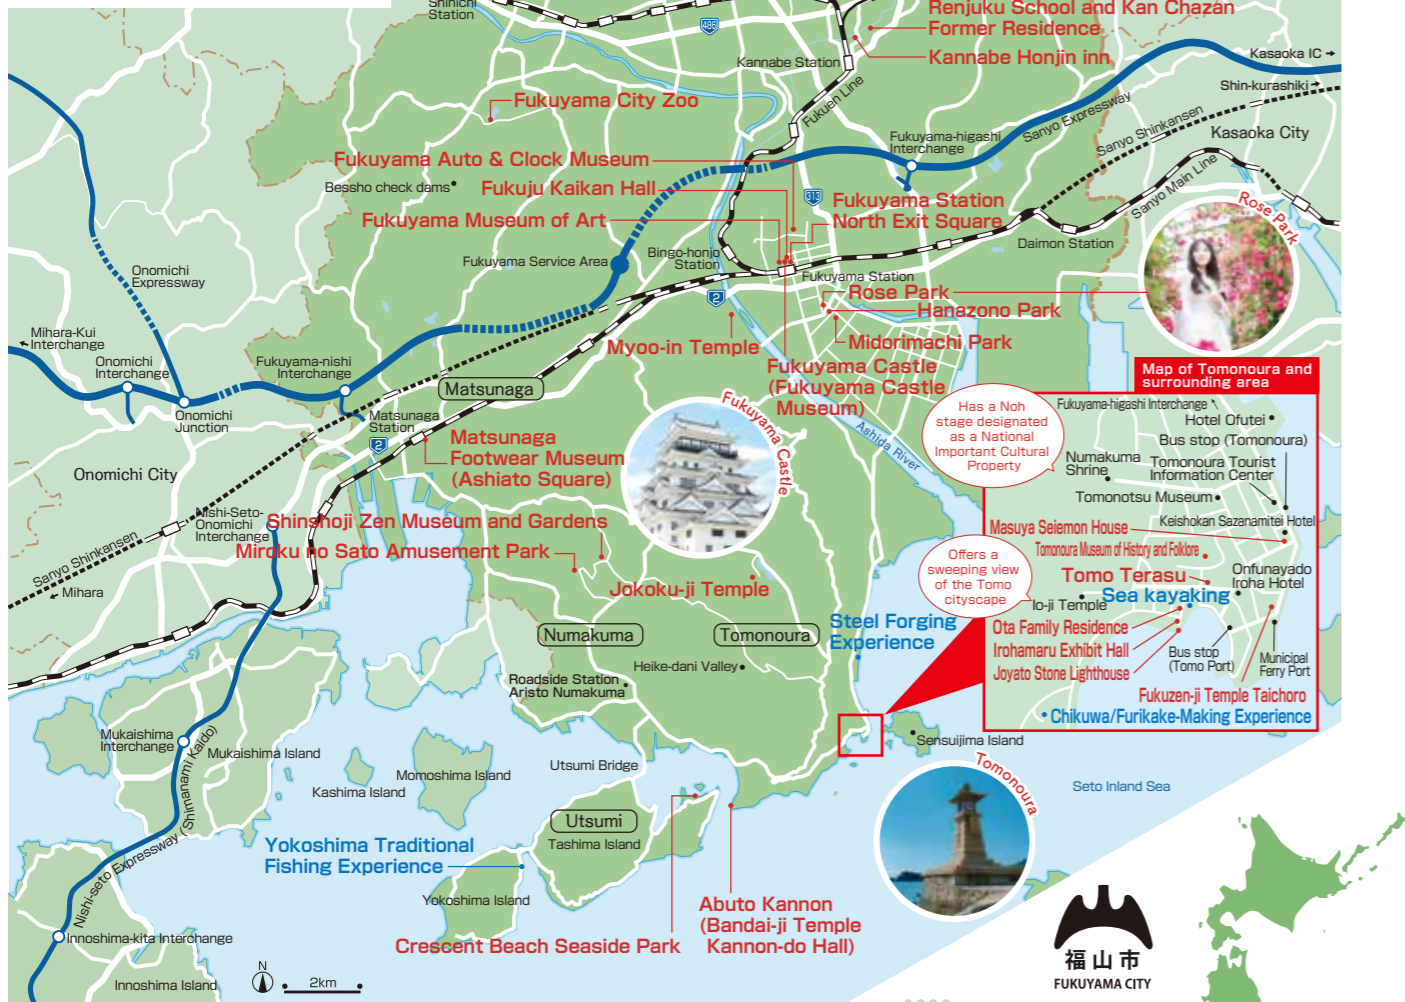 Shinichi
Station
486
Renjuku School and Kan Chazan
Former Residence
Kannabe Station
Kannabe Honjin inn
Kasaoka IC
Shin-kurashiki
Fukuyama City Zoo
Fukuen Line
Sanyo Expressway
Sanyo Shinkansen
Kasaoka City
Fukuyama-higashi
Interchange
Fukuyama Auto & Clock Museum
Bessho check dams
Fukuju Kaikan Hall
313
Fukuyama Station
North Exit Square
Sanyo Main Line
Fukuyama Museum of Art
Rose Park
Daimon Station
Bingo-honjo
Station
Fukuyama Service Area
Fukuyama Station
Onomichi
Expressway
2
Rose Park
Hanazono Park
Mihara-Kui
Interchange
Myoo-in Temple
Midorimachi Park
Onomichi
Interchange
Fukuyama-nishi
Interchange
Fukuyama Castle
(Fukuyama Castle
Museum)
Matsunaga
Map of Tomonoura and
surrounding area
Onomichi
Junction
Matsunaga
Station
2
Fukuyama Castle
Ashida River
Has a Noh
stage designated
as a National
Important Cultural
Property
Fukuyama-higashi Interchange
Hotel Ofutei
Bus stop (Tomonoura)
Matsunaga
Footwear Museum
(Ashiato Square)
Numakuma
Shrine
Tomonoura Tourist
Information Center
Onomichi City
Tomonotsu Museum
Nishi-Seto-
Onomichi
Interchange
Shinshoji Zen Museum and Gardens
Masuya Seiemon House
Keishokan Sazanamitei Hotel
Miroku no Sato Amusement Park
Tomonoura Museum of History and Folklore
Offers a
sweeping view
of the Tomo
cityscape
Sanyo Shinkansen
Mihara
Jokoku-ji Temple
Tomo Terasu
Onfunayado
Iroha Hotel
Sea kayaking
Io-ji Temple
Steel Forging
Experience
Ota Family Residence
Numakuma
Tomonoura
Irohamaru Exhibit Hall
Bus stop
(Tomo Port)
Municipal
Ferry Port
Heike-dani Valley
Joyato Stone Lighthouse
Roadside Station
Aristo Numakuma
Fukuzen-ji Temple Taichoro
Chikuwa/Furikake-Making Experience
Mukaishima
Interchange
Mukaishima Island
Sensuijima Island
Utsumi Bridge
Momoshima Island
Kashima Island
Tomonoura
Seto Inland Sea
Utsumi
Tashima Island
Yokoshima Traditional
Fishing Experience
Nishi-seto Expressway (Shimanami Kaido)
Yokoshima Island
Abuto Kannon
(Bandai-ji Temple
Kannon-do Hall)
Crescent Beach Seaside Park
Innoshima-kita Interchange
Innoshima Island
N
2km
福山市
FUKUYAMA CITY